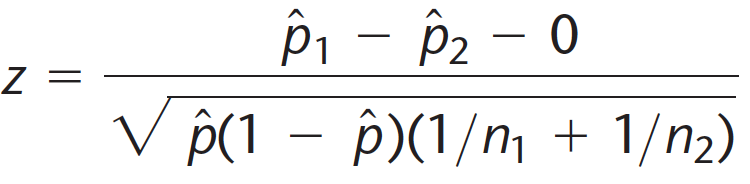 z = (p̂₁ − p̂₂ − 0) / √(p̂(1 − p̂)(1/n₁ + 1/n₂))